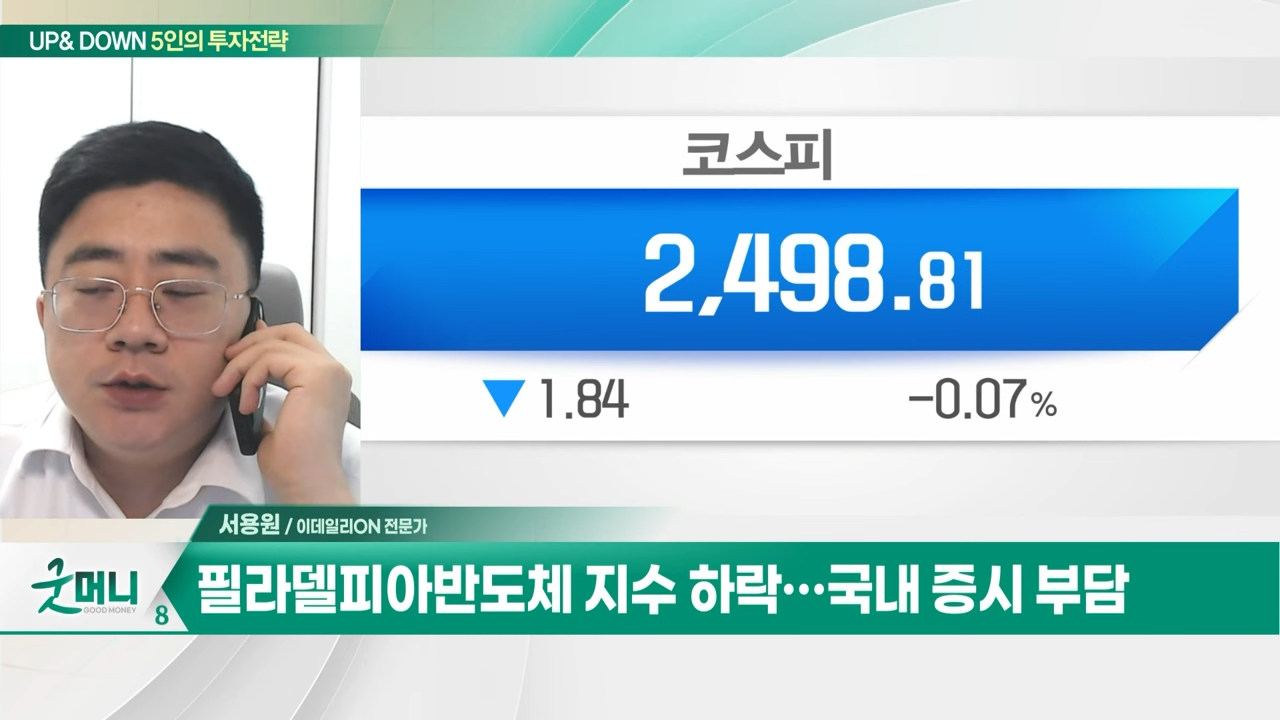 UP& DOWN 5인의 투자전략
코스피
2,498.81
▼ 1.84 -0.07%
서용원 / 이데일리ON 전문가
굿머니
GOOD MONEY
8
필라델피아반도체 지수 하락…국내 증시 부담